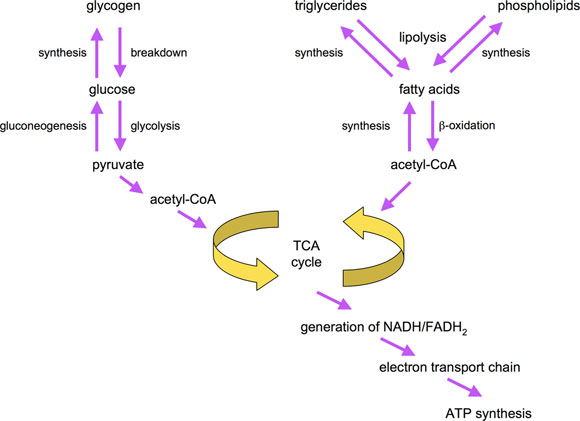 glycogen
triglycerides
phospholipids
synthesis
breakdown
synthesis
lipolysis
synthesis
glucose
fatty acids
gluconeogenesis
glycolysis
synthesis
β-oxidation
pyruvate
acetyl-CoA
acetyl-CoA
TCA
cycle
generation of NADH/FADH₂
electron transport chain
ATP synthesis